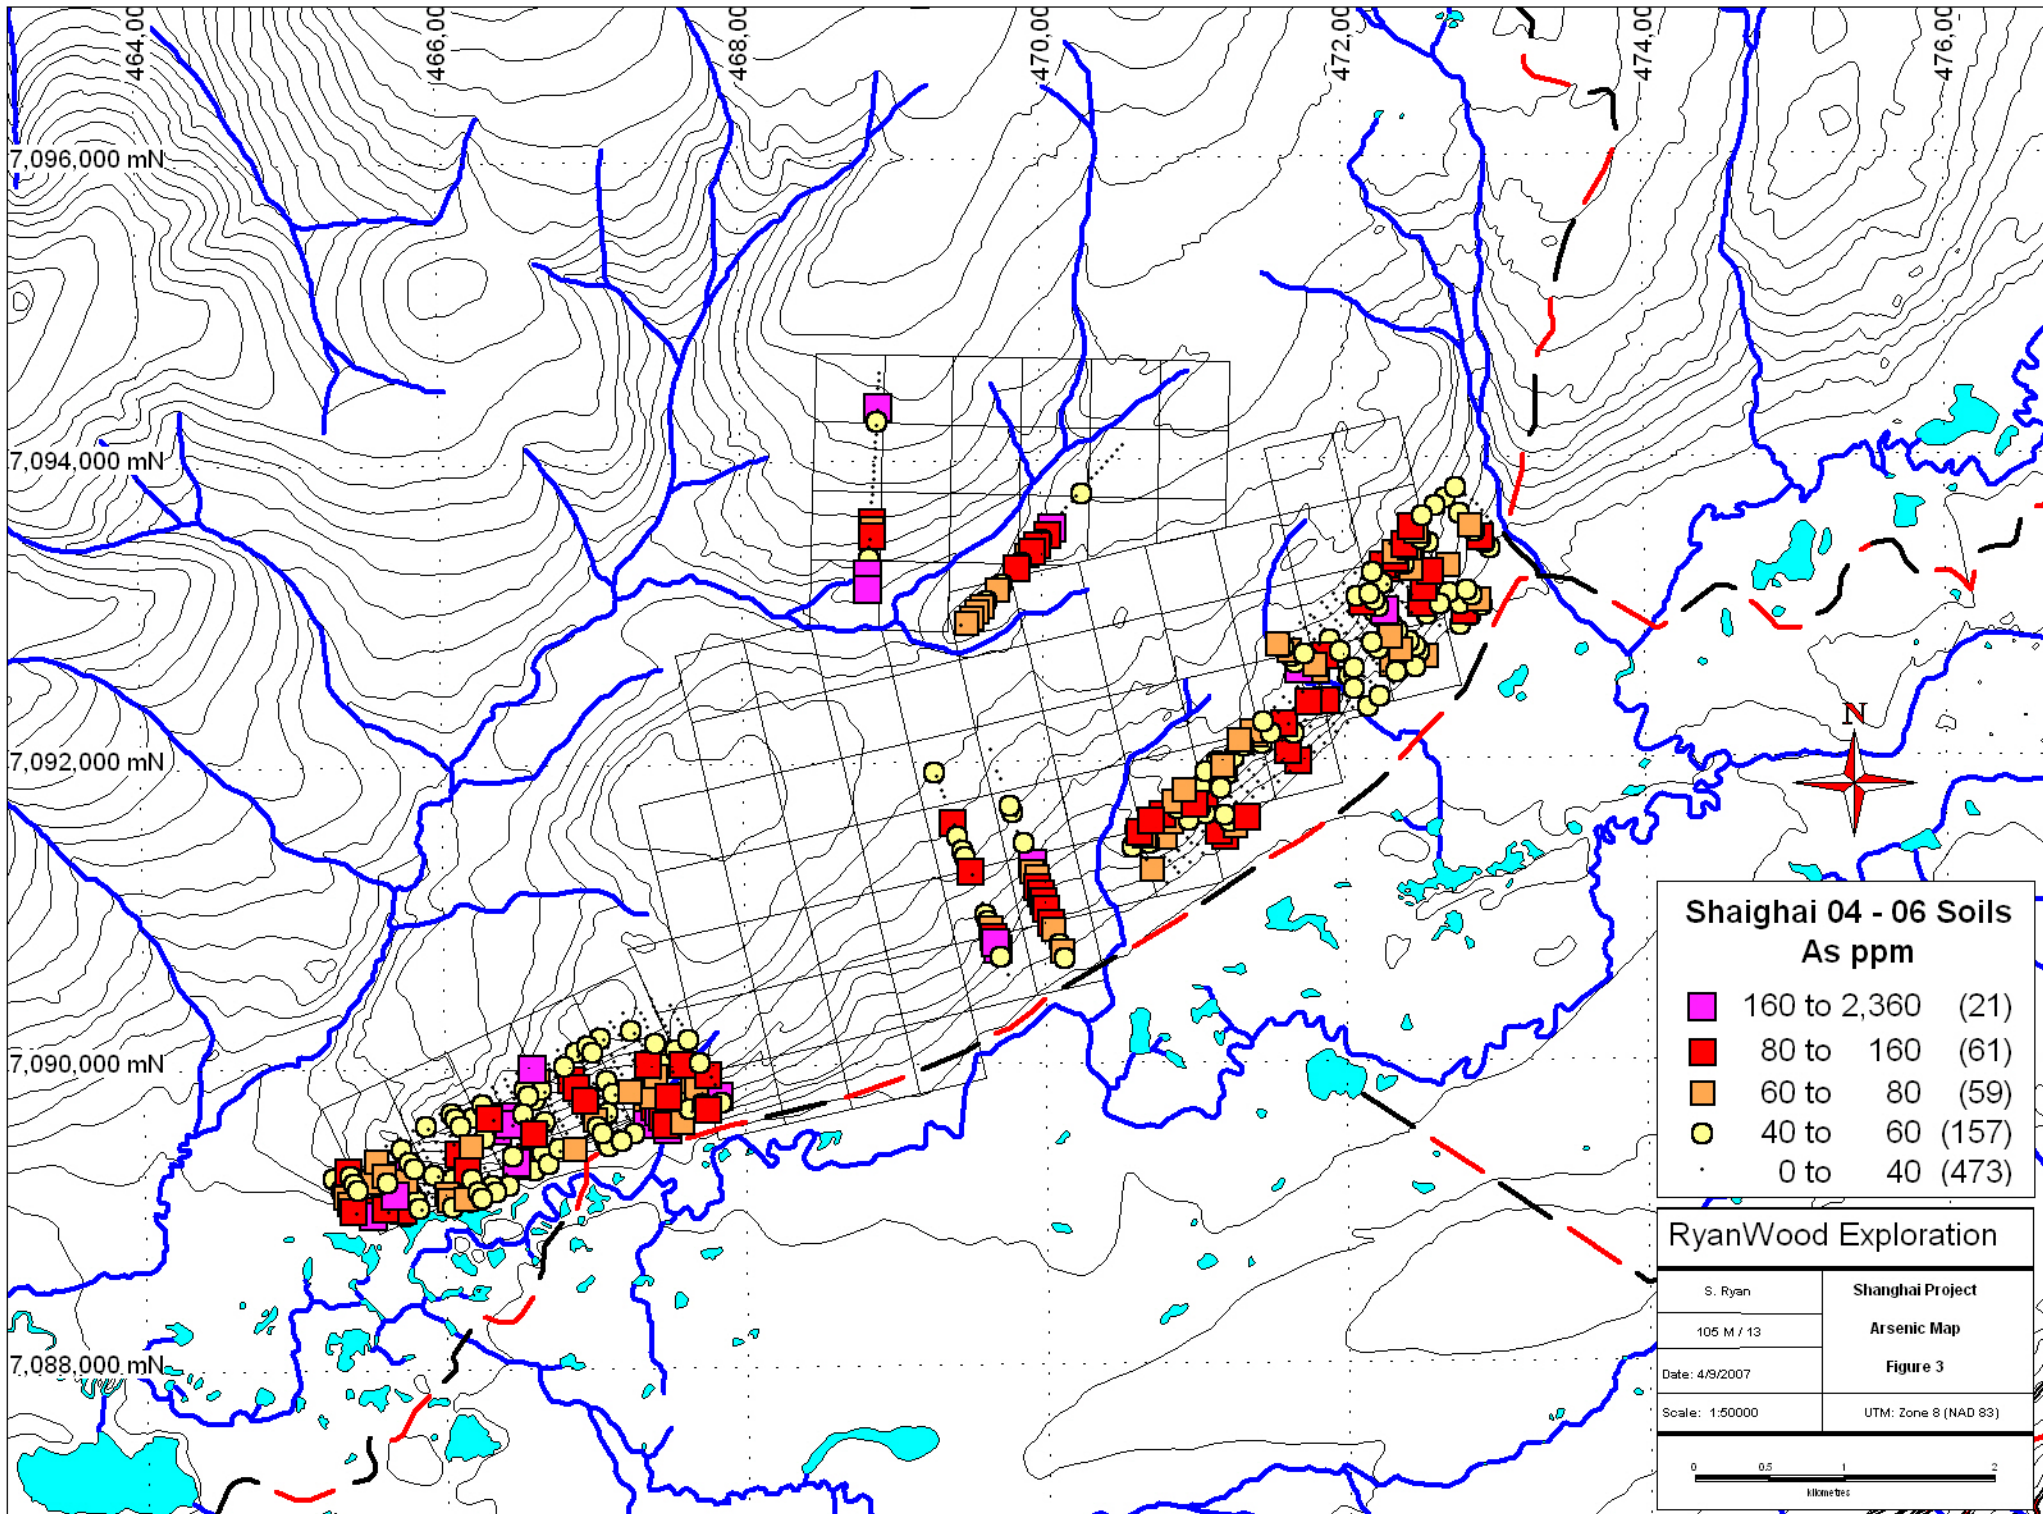 464,00
466,00
468,00
470,00
472,00
474,00
476,00
7,096,000 mN
7,094,000 mN
7,092,000 mN
7,090,000 mN
7,088,000 mN
N
Shaighai 04 - 06 Soils
As ppm
160 to 2,360 (21)
80 to 160 (61)
60 to 80 (59)
40 to 60 (157)
0 to 40 (473)
RyanWood Exploration
S. Ryan
105 M / 13
Date: 4/9/2007
Scale: 1:50000
Shanghai Project
Arsenic Map
Figure 3
UTM: Zone 8 (NAD 83)
0 0.5 1 2
kilometres